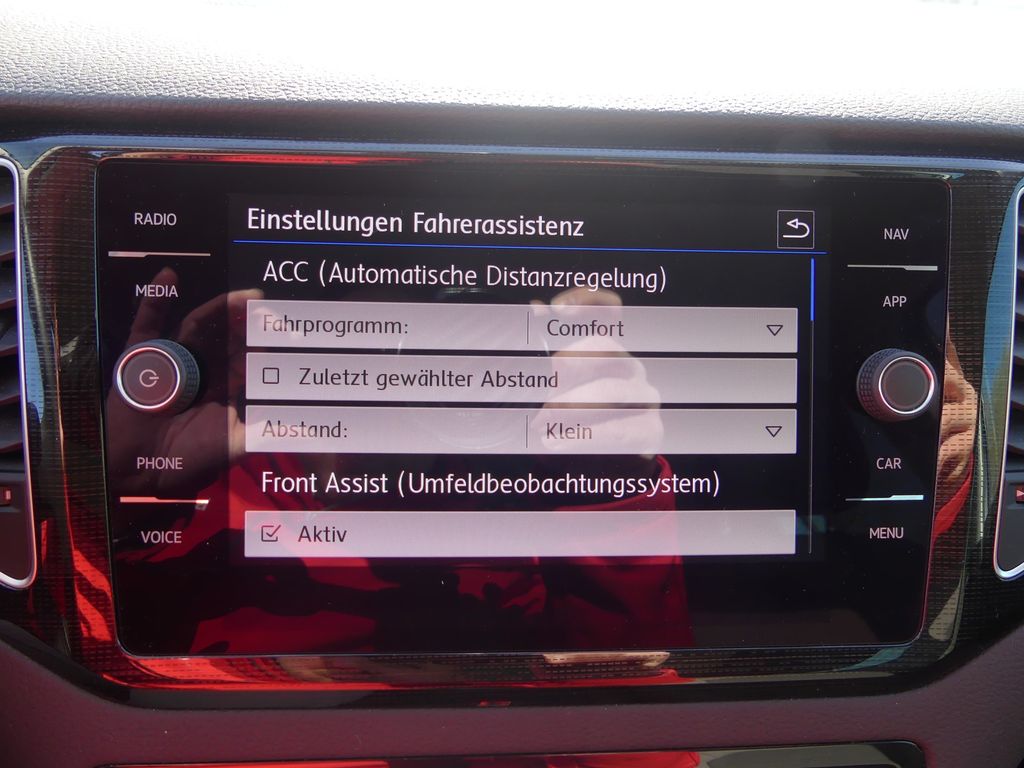 RADIO
MEDIA
PHONE
VOICE
Einstellungen Fahrerassistenz
ACC (Automatische Distanzregelung)
Fahrprogramm: Comfort
Zuletzt gewählter Abstand
Abstand: Klein
Front Assist (Umfeldbeobachtungssystem)
Aktiv
NAV
APP
CAR
MENU